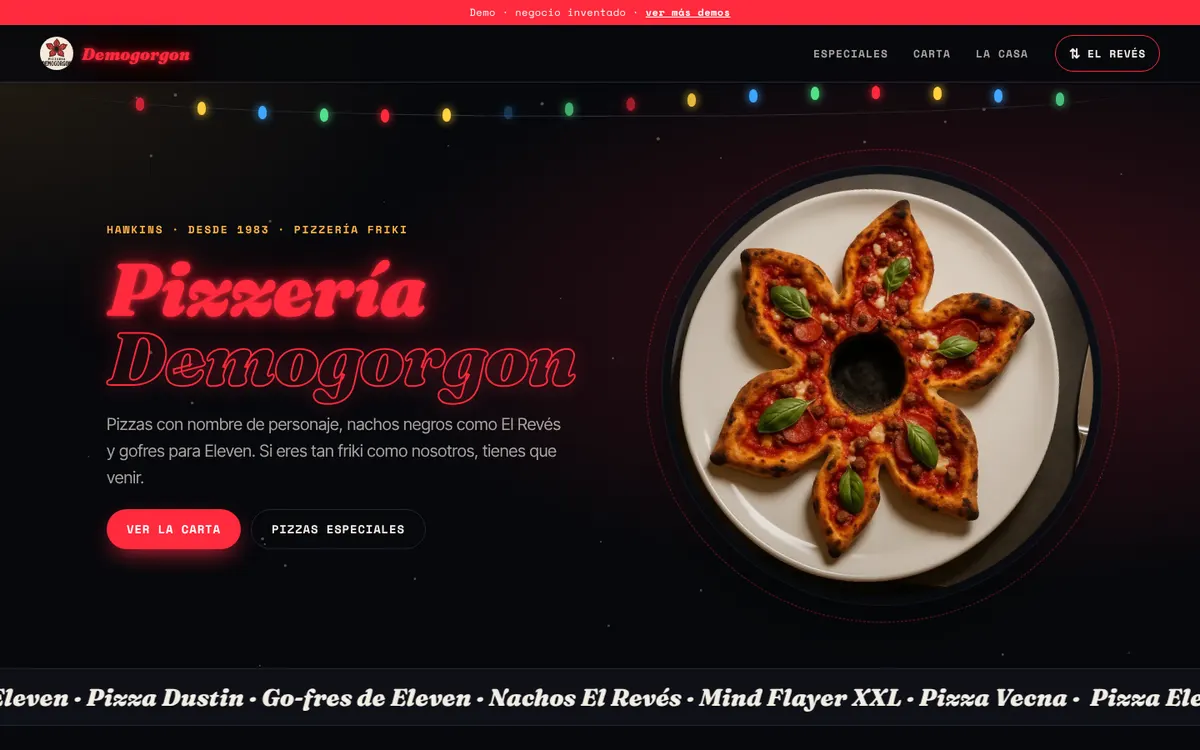 Demo · negocio inventado · ver más demos
PIZZERÍA
DEMOGORGON
Demogorgon
ESPECIALES
CARTA
LA CASA
⇅ EL REVÉS
HAWKINS · DESDE 1983 · PIZZERÍA FRIKI
Pizzería
Demogorgon
Pizzas con nombre de personaje, nachos negros como El Revés
y gofres para Eleven. Si eres tan friki como nosotros, tienes que
venir.
VER LA CARTA
PIZZAS ESPECIALES
Eleven · Pizza Dustin · Go-fres de Eleven · Nachos El Revés · Mind Flayer XXL · Pizza Vecna · Pizza Ele